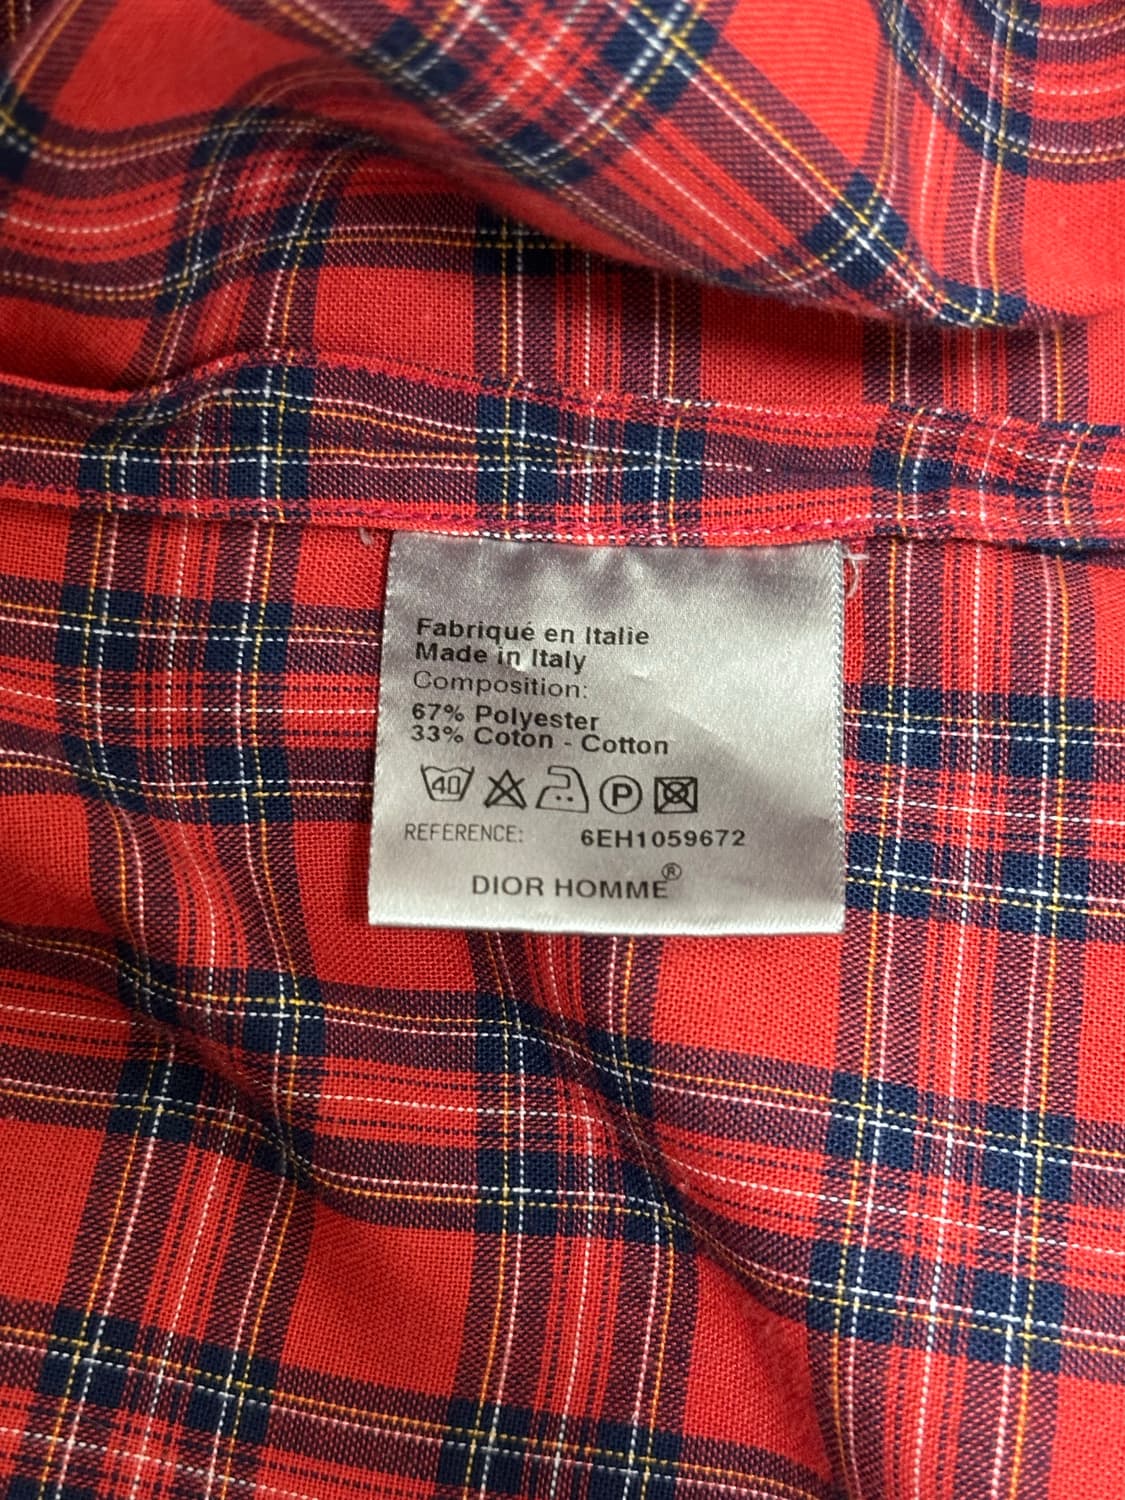 Fabriqué en Italie
Made in Italy
Composition:
67% Polyester
33% Coton - Cotton
40 P
REFERENCE: 6EH1059672
DIOR HOMME®